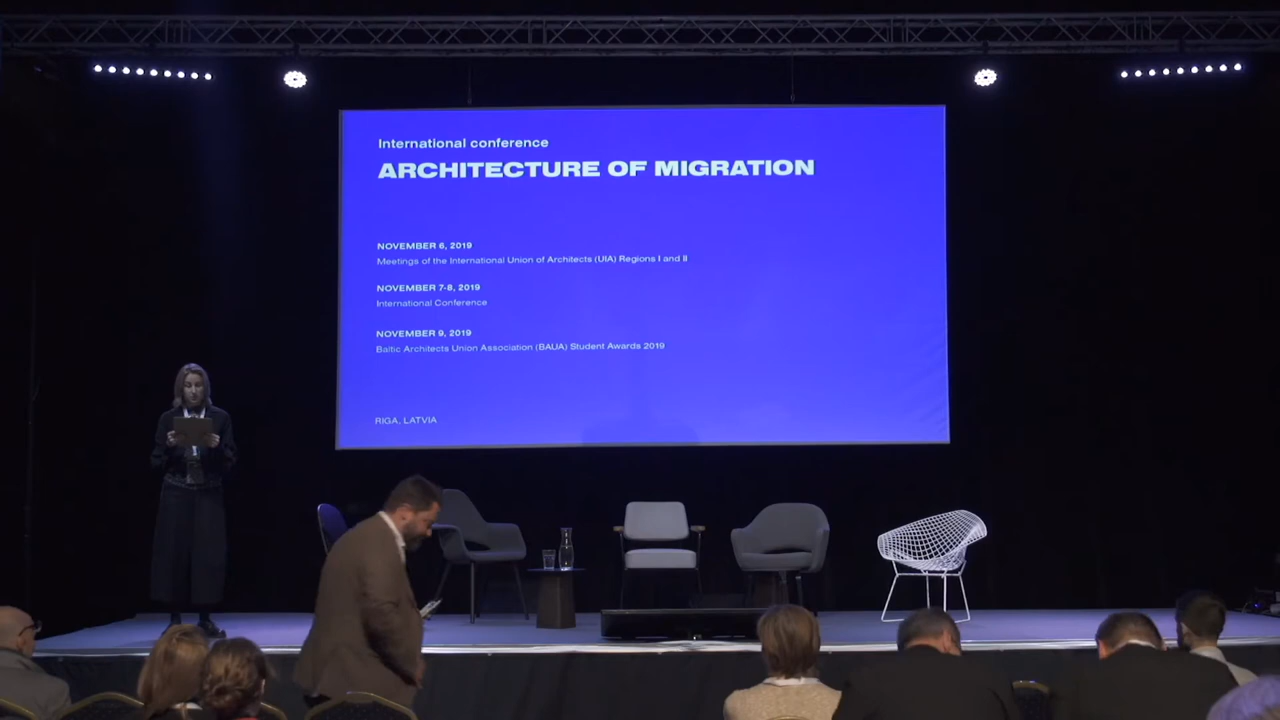 International conference
ARCHITECTURE OF MIGRATION
NOVEMBER 6, 2019
Meetings of the International Union of Architects (UIA) Regions I and II
NOVEMBER 7-8, 2019
International Conference
NOVEMBER 9, 2019
Baltic Architects Union Association (BAUA) Student Awards 2019
RIGA, LATVIA